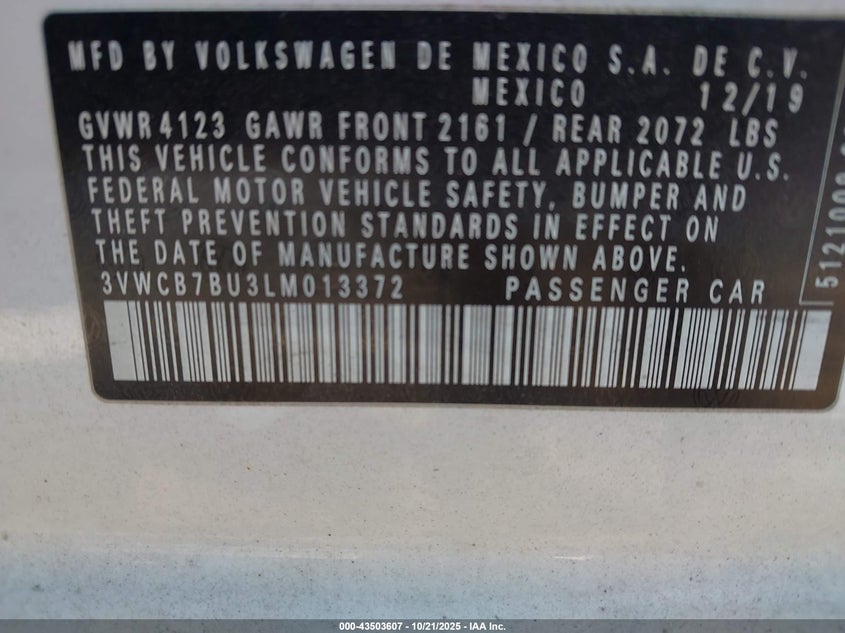 MFD BY VOLKSWAGEN DE MEXICO S.A. DE C.V.
MEXICO 12/19
GVWR 4123 GAWR FRONT 2161 / REAR 2072 LBS
THIS VEHICLE CONFORMS TO ALL APPLICABLE U.S.
FEDERAL MOTOR VEHICLE SAFETY, BUMPER AND
THEFT PREVENTION STANDARDS IN EFFECT ON
THE DATE OF MANUFACTURE SHOWN ABOVE.
3VWCB7BU3LM013372 PASSENGER CAR
000-43503607 - 10/21/2025 - IAA Inc.